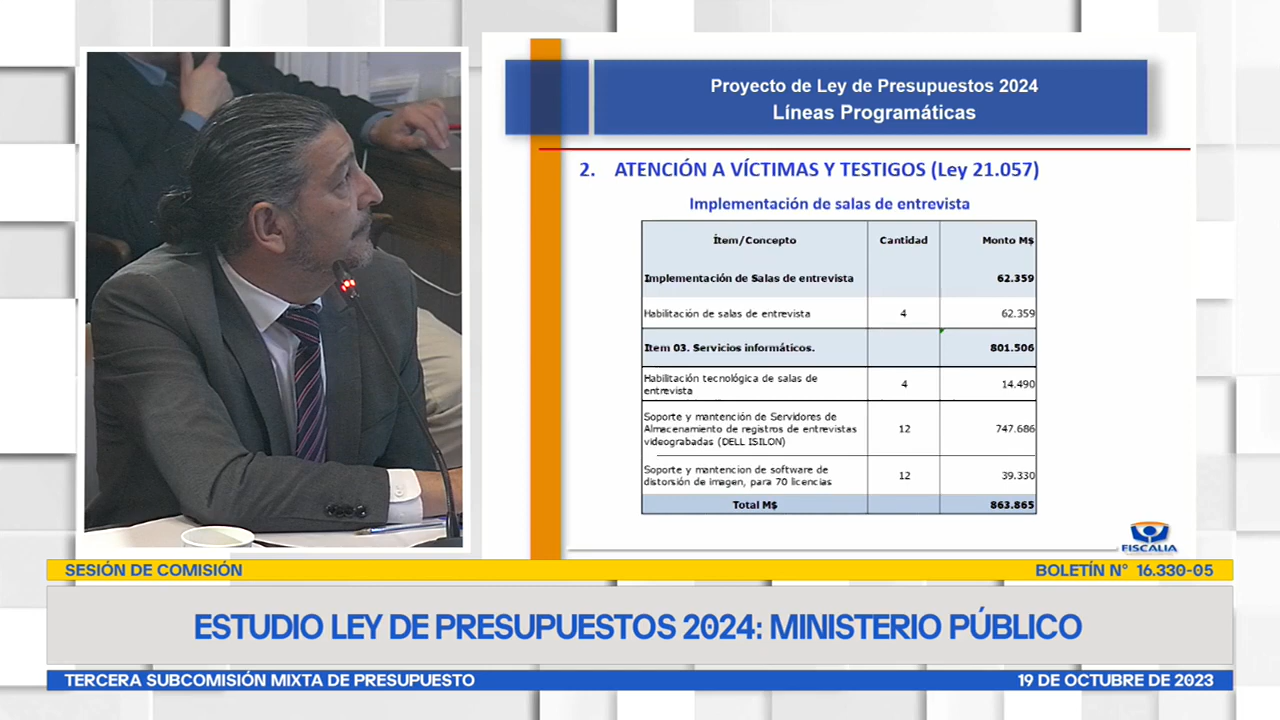 Proyecto de Ley de Presupuestos 2024
Líneas Programáticas
2. ATENCIÓN A VÍCTIMAS Y TESTIGOS (Ley 21.057)
Implementación de salas de entrevista
Ítem/Concepto Cantidad Monto M$
Implementación de Salas de entrevista 62.359
Habilitación de salas de entrevista 4 62.359
Item 03. Servicios informáticos. 801.506
Habilitación tecnológica de salas de
entrevista 4 14.490
Soporte y mantención de Servidores de
Almacenamiento de registros de entrevistas 12 747.686
videograbadas (DELL ISILON)
Soporte y mantencion de software de
distorsión de imagen, para 70 licencias 12 39.330
Total M$ 863.865
FISCALIA
SESIÓN DE COMISIÓN BOLETÍN N° 16.330-05
ESTUDIO LEY DE PRESUPUESTOS 2024: MINISTERIO PÚBLICO
TERCERA SUBCOMISIÓN MIXTA DE PRESUPUESTO 19 DE OCTUBRE DE 2023